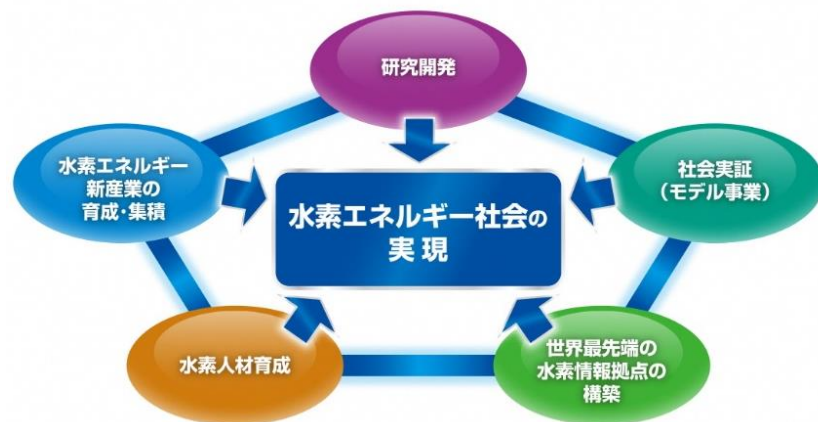 研究開発
水素エネルギー
新産業の
育成・集積
社会実証
（モデル事業）
水素エネルギー社会の
実現
水素人材育成
世界最先端の
水素情報拠点の
構築